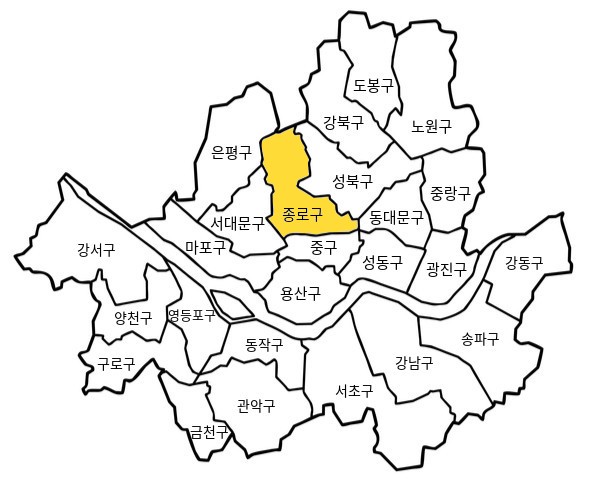 도봉구
강북구
노원구
은평구
성북구
중랑구
종로구
동대문구
서대문구
마포구
중구
강서구
성동구
광진구
강동구
용산구
양천구
영등포구
동작구
송파구
구로구
강남구
서초구
관악구
금천구